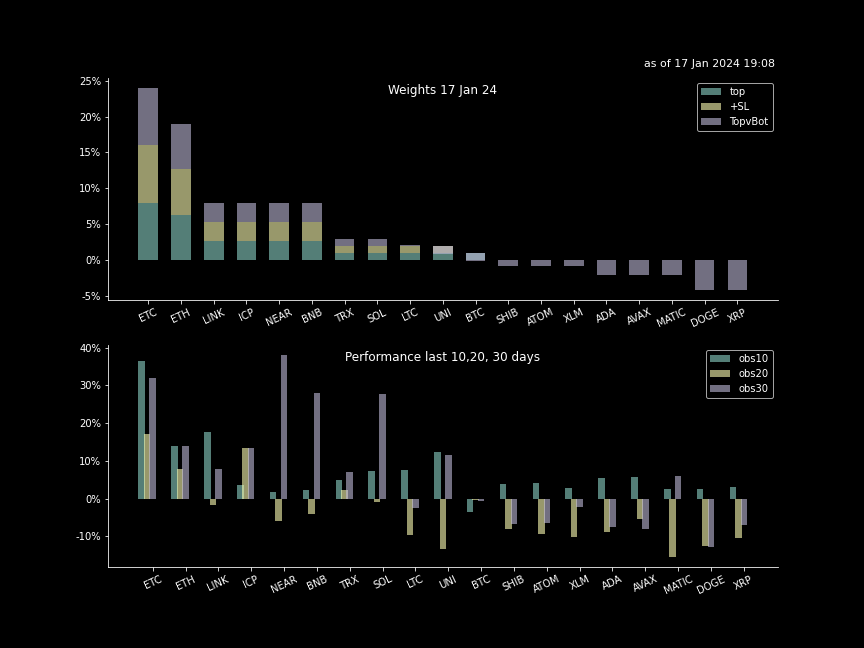 as of 17 Jan 2024 19:08
Weights 17 Jan 24
top
+SL
TopvBot
25%
20%
15%
10%
5%
0%
-5%
ETC ETH LINK ICP NEAR BNB TRX SOL LTC UNI BTC SHIB ATOM XLM ADA AVAX MATIC DOGE XRP
Performance last 10,20, 30 days
obs10
obs20
obs30
40%
30%
20%
10%
0%
-10%
ETC ETH LINK ICP NEAR BNB TRX SOL LTC UNI BTC SHIB ATOM XLM ADA AVAX MATIC DOGE XRP